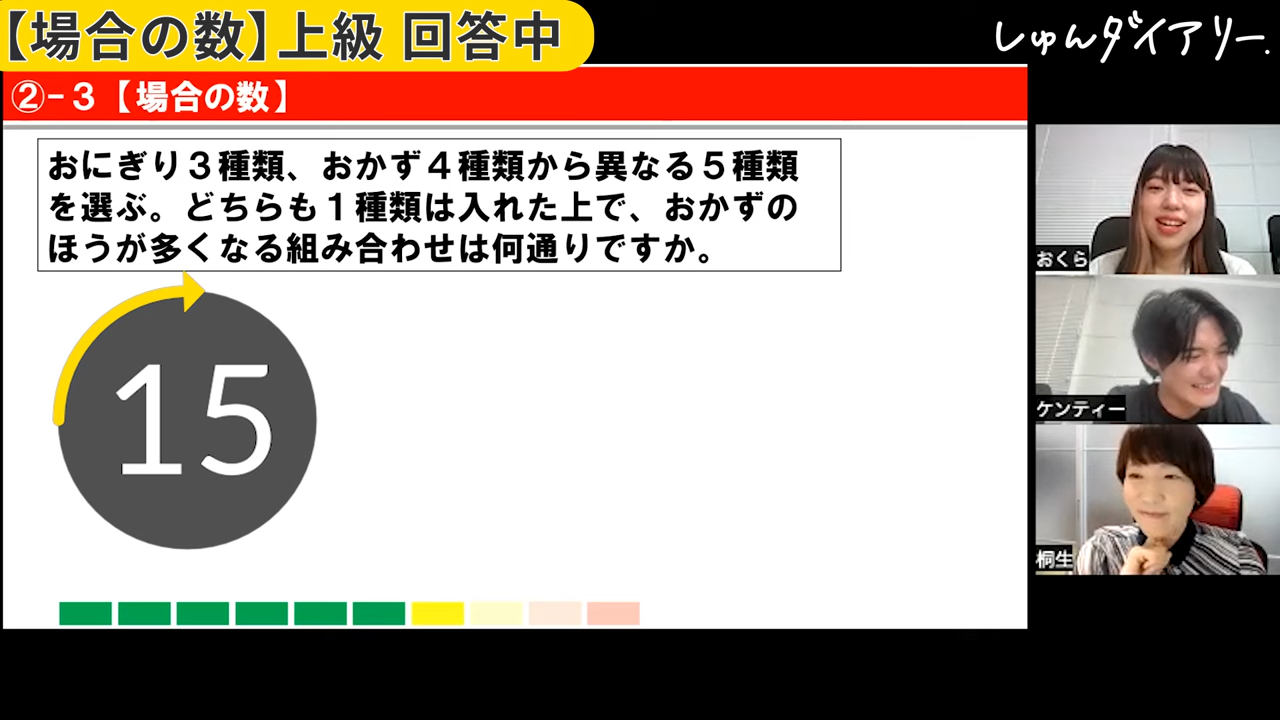 【場合の数】上級 回答中
しゅんダイアリー.
②-3【場合の数】
おにぎり3種類、おかず4種類から異なる5種類
を選ぶ。どちらも1種類は入れた上で、おかずの
ほうが多くなる組み合わせは何通りですか。
15
おくら
ケンティー
桐生